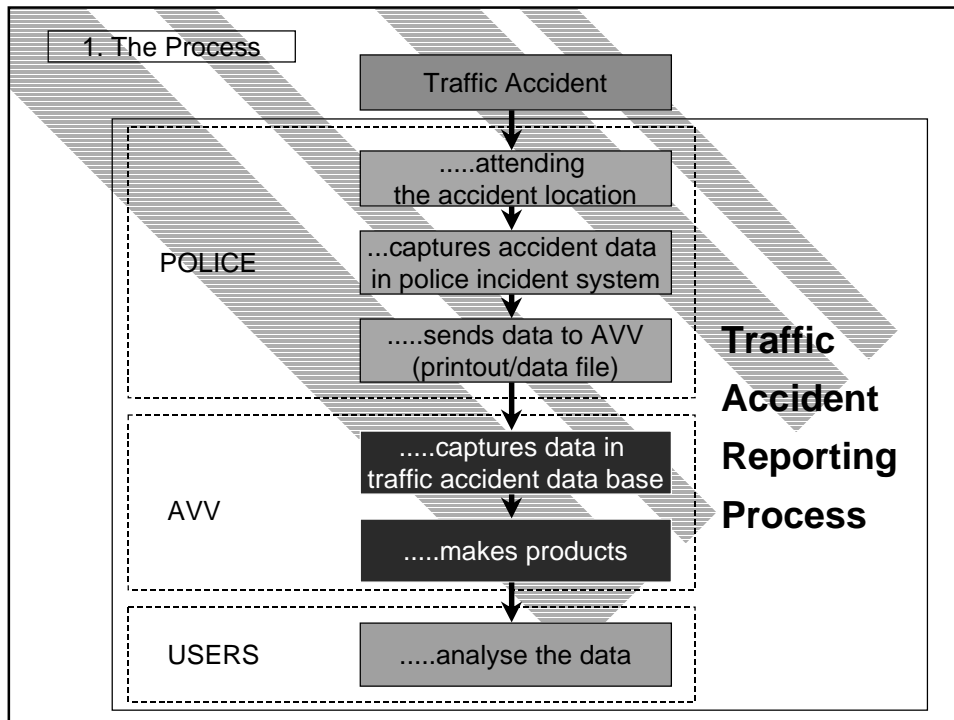 1. The Process
Traffic Accident
POLICE
.....attending
the accident location
...captures accident data
in police incident system
.....sends data to AVV
(printout/data file)
AVV
.....captures data in
traffic accident data base
.....makes products
USERS
.....analyse the data
Traffic
Accident
Reporting
Process